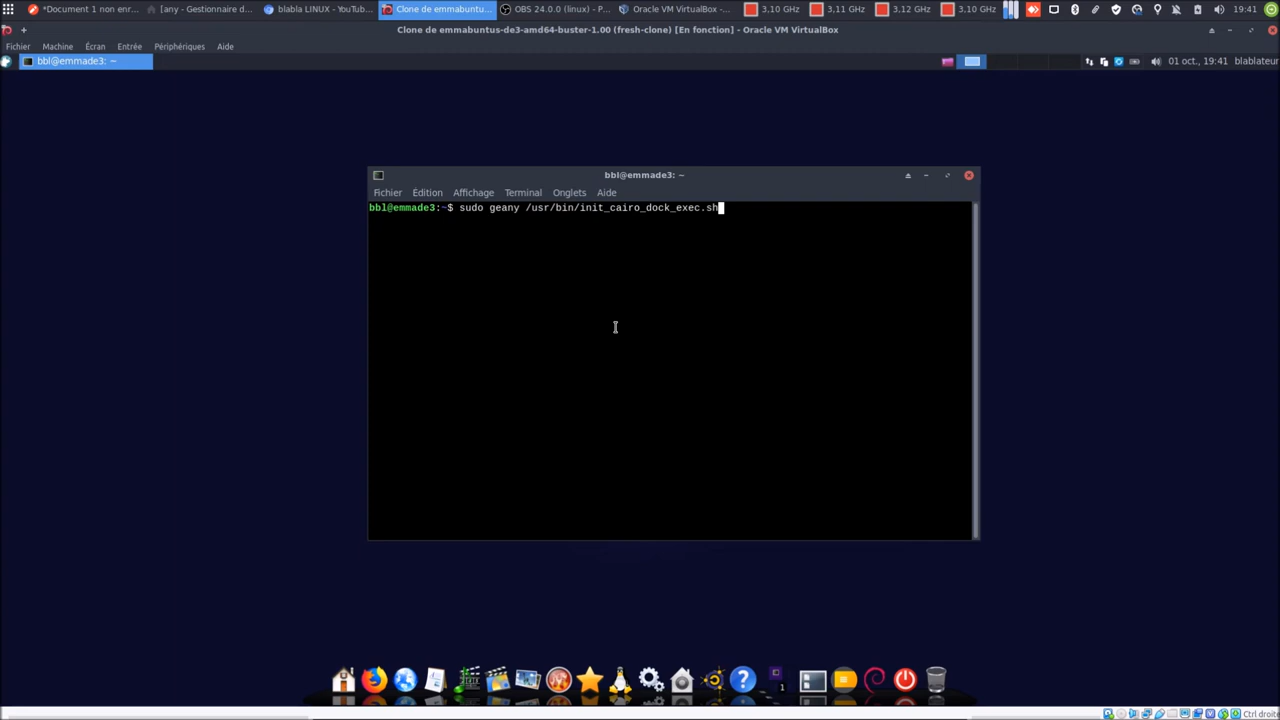 *Document 1 non enr...
[any - Gestionnaire d...
blabla LINUX - YouTub...
Clone de emmabuntus-...
OBS 24.0.0 (linux) - P...
Oracle VM VirtualBox -...
3.10 GHz
3,11 GHz
3,12 GHz
3.10 GHz
19:41
Clone de emmabuntus-de3-amd64-buster-1.00 (fresh-clone) [En fonction] - Oracle VM VirtualBox
Fichier Machine Écran Entrée Périphériques Aide
bbl@emmade3: ~
01 oct., 19:41 blablateur
bbl@emmade3: ~
Fichier Édition Affichage Terminal Onglets Aide
bbl@emmade3:~$ sudo geany /usr/bin/init_cairo_dock_exec.sh
?
1
Ctrl droite